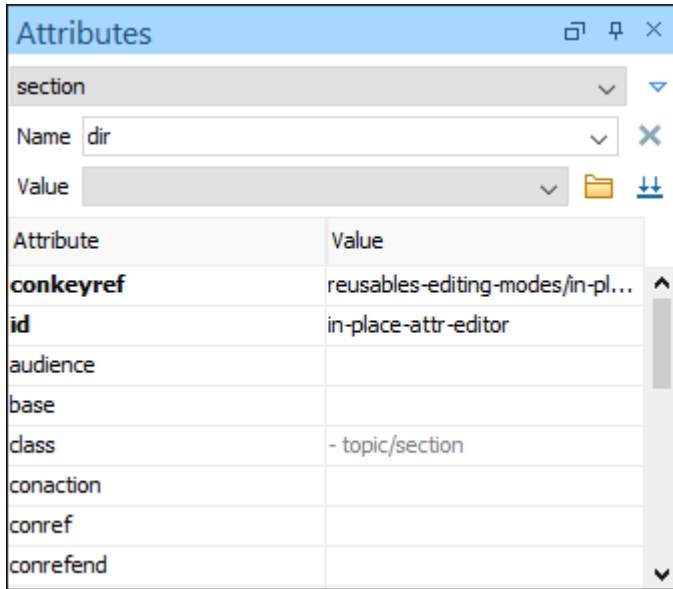 Attributes
section
Name dir
Value
Attribute Value
conkeyref reusables-editing-modes/in-pl...
id in-place-attr-editor
audience
base
class - topic/section
conaction
conref
conrefend